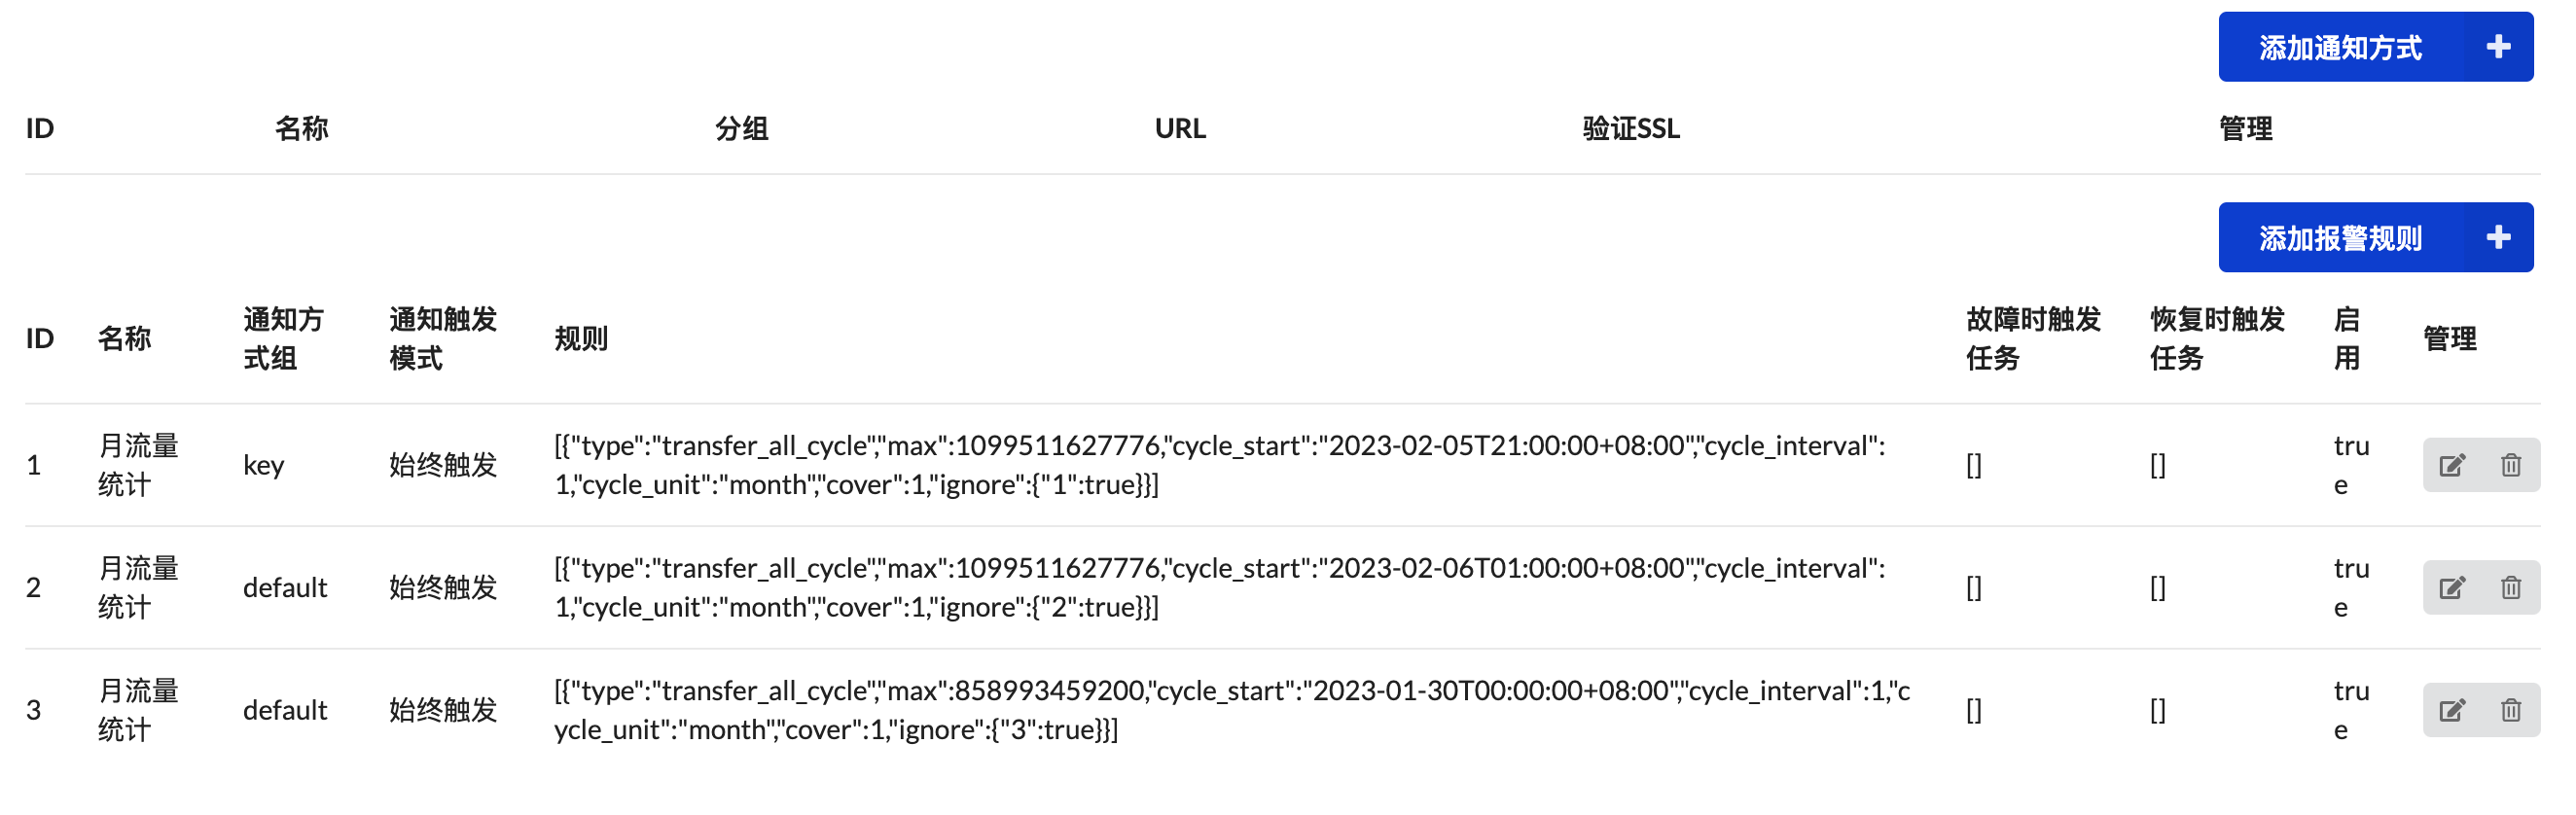 添加通知方式
ID 名称 分组 URL 验证SSL 管理
添加报警规则
ID 名称 通知方式组 通知触发模式 规则 故障时触发任务 恢复时触发任务 启用 管理
1 月流量统计 key 始终触发 [{"type":"transfer_all_cycle","max":1099511627776,"cycle_start":"2023-02-05T21:00:00+08:00","cycle_interval":1,"cycle_unit":"month","cover":1,"ignore":{"1":true}}] [] [] true
2 月流量统计 default 始终触发 [{"type":"transfer_all_cycle","max":1099511627776,"cycle_start":"2023-02-06T01:00:00+08:00","cycle_interval":1,"cycle_unit":"month","cover":1,"ignore":{"2":true}}] [] [] true
3 月流量统计 default 始终触发 [{"type":"transfer_all_cycle","max":858993459200,"cycle_start":"2023-01-30T00:00:00+08:00","cycle_interval":1,"cycle_unit":"month","cover":1,"ignore":{"3":true}}] [] [] true